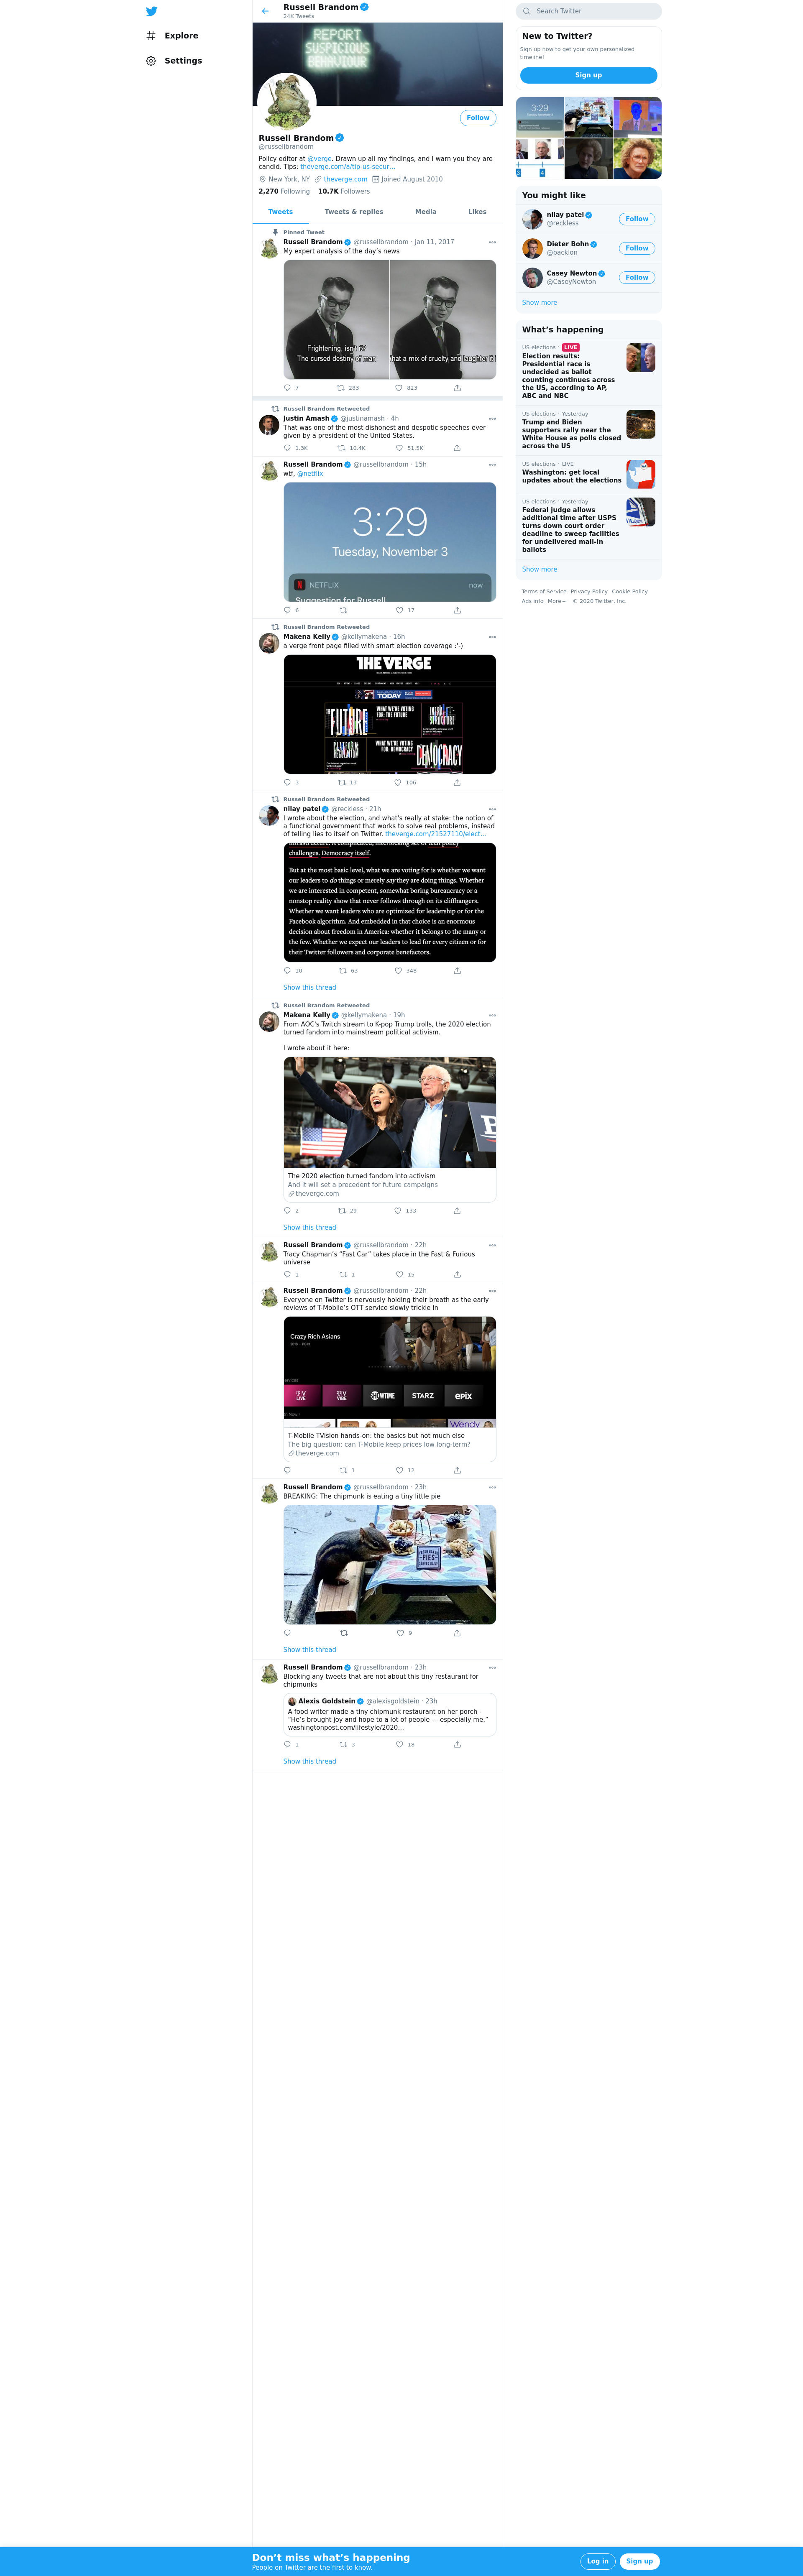 Explore
Settings
Russell Brandom
24K Tweets
REPORT
SUSPICIOUS
BEHAVIOUR
Follow
Russell Brandom
@russellbrandom
Policy editor at @verge. Drawn up all my findings, and I warn you they are
candid. Tips: theverge.com/a/tip-us-secur…
New York, NY theverge.com Joined August 2010
2,270 Following 10.7K Followers
Tweets Tweets & replies Media Likes
Pinned Tweet
Russell Brandom @russellbrandom · Jan 11, 2017
My expert analysis of the day's news
Frightening, isn't it?
The cursed destiny of man
that a mix of cruelty and laughter it i
7 283 823
Russell Brandom Retweeted
Justin Amash @justinamash · 4h
That was one of the most dishonest and despotic speeches ever
given by a president of the United States.
1.3K 10.4K 51.5K
Russell Brandom @russellbrandom · 15h
wtf, @netflix
3:29
Tuesday, November 3
NETFLIX now
Suggestion for Russell
6 17
Russell Brandom Retweeted
Makena Kelly @kellymakena · 16h
a verge front page filled with smart election coverage :'-)
THE VERGE
TODAY
THE FUTURE
WHAT WE'RE VOTING
FOR: THE FUTURE
WHAT WE'RE VOTING
FOR: DEMOCRACY
DEMOCRACY
3 13 106
Russell Brandom Retweeted
nilay patel @reckless · 21h
I wrote about the election, and what's really at stake: the notion of
a functional government that works to solve real problems, instead
of telling lies to itself on Twitter. theverge.com/21527110/elect…
infrastructure. A complicated, interlocking set of tech policy
challenges. Democracy itself.
But at the most basic level, what we are voting for is whether we want
our leaders to do things or merely say they are doing things. Whether
we are interested in competent, somewhat boring bureaucracy or a
nonstop reality show that never follows through on its cliffhangers.
Whether we want leaders who are optimized for leadership or for the
Facebook algorithm. And embedded in that choice is an enormous
decision about freedom in America: whether it belongs to the many or
the few. Whether we expect our leaders to lead for every citizen or for
their Twitter followers and corporate benefactors.
10 63 348
Show this thread
Russell Brandom Retweeted
Makena Kelly @kellymakena · 19h
From AOC's Twitch stream to K-pop Trump trolls, the 2020 election
turned fandom into mainstream political activism.
I wrote about it here:
The 2020 election turned fandom into activism
And it will set a precedent for future campaigns
theverge.com
2 29 133
Show this thread
Russell Brandom @russellbrandom · 22h
Tracy Chapman's “Fast Car” takes place in the Fast & Furious
universe
1 1 15
Russell Brandom @russellbrandom · 22h
Everyone on Twitter is nervously holding their breath as the early
reviews of T-Mobile's OTT service slowly trickle in
Crazy Rich Asians
TV LIVE TV VIBE SHOWTIME STARZ epix
Wendy
T-Mobile TVision hands-on: the basics but not much else
The big question: can T-Mobile keep prices low long-term?
theverge.com
1 12
Russell Brandom @russellbrandom · 23h
BREAKING: The chipmunk is eating a tiny little pie
PIES
9
Show this thread
Russell Brandom @russellbrandom · 23h
Blocking any tweets that are not about this tiny restaurant for
chipmunks
Alexis Goldstein @alexisgoldstein · 23h
A food writer made a tiny chipmunk restaurant on her porch -
“He's brought joy and hope to a lot of people — especially me.”
washingtonpost.com/lifestyle/2020…
1 3 18
Show this thread
Search Twitter
New to Twitter?
Sign up now to get your own personalized
timeline!
Sign up
3:29
3 4
You might like
nilay patel
@reckless
Follow
Dieter Bohn
@backlon
Follow
Casey Newton
@CaseyNewton
Follow
Show more
What's happening
US elections · LIVE
Election results:
Presidential race is
undecided as ballot
counting continues across
the US, according to AP,
ABC and NBC
US elections · Yesterday
Trump and Biden
supporters rally near the
White House as polls closed
across the US
US elections · LIVE
Washington: get local
updates about the elections
US elections · Yesterday
Federal judge allows
additional time after USPS
turns down court order
deadline to sweep facilities
for undelivered mail-in
ballots
Show more
Terms of Service Privacy Policy Cookie Policy
Ads info More © 2020 Twitter, Inc.
Don't miss what's happening
People on Twitter are the first to know.
Log in
Sign up